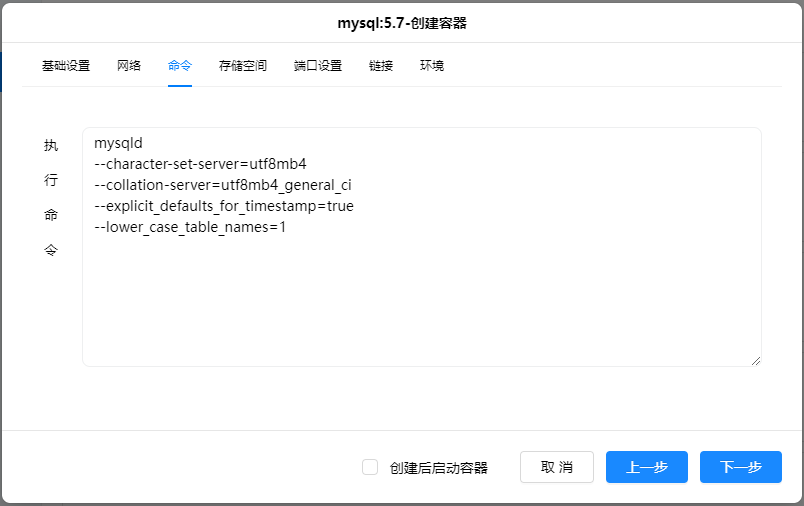 mysql:5.7-创建容器
基础设置 网络 命令 存储空间 端口设置 链接 环境
执行命令
mysqld
--character-set-server=utf8mb4
--collation-server=utf8mb4_general_ci
--explicit_defaults_for_timestamp=true
--lower_case_table_names=1
创建后启动容器 取消 上一步 下一步